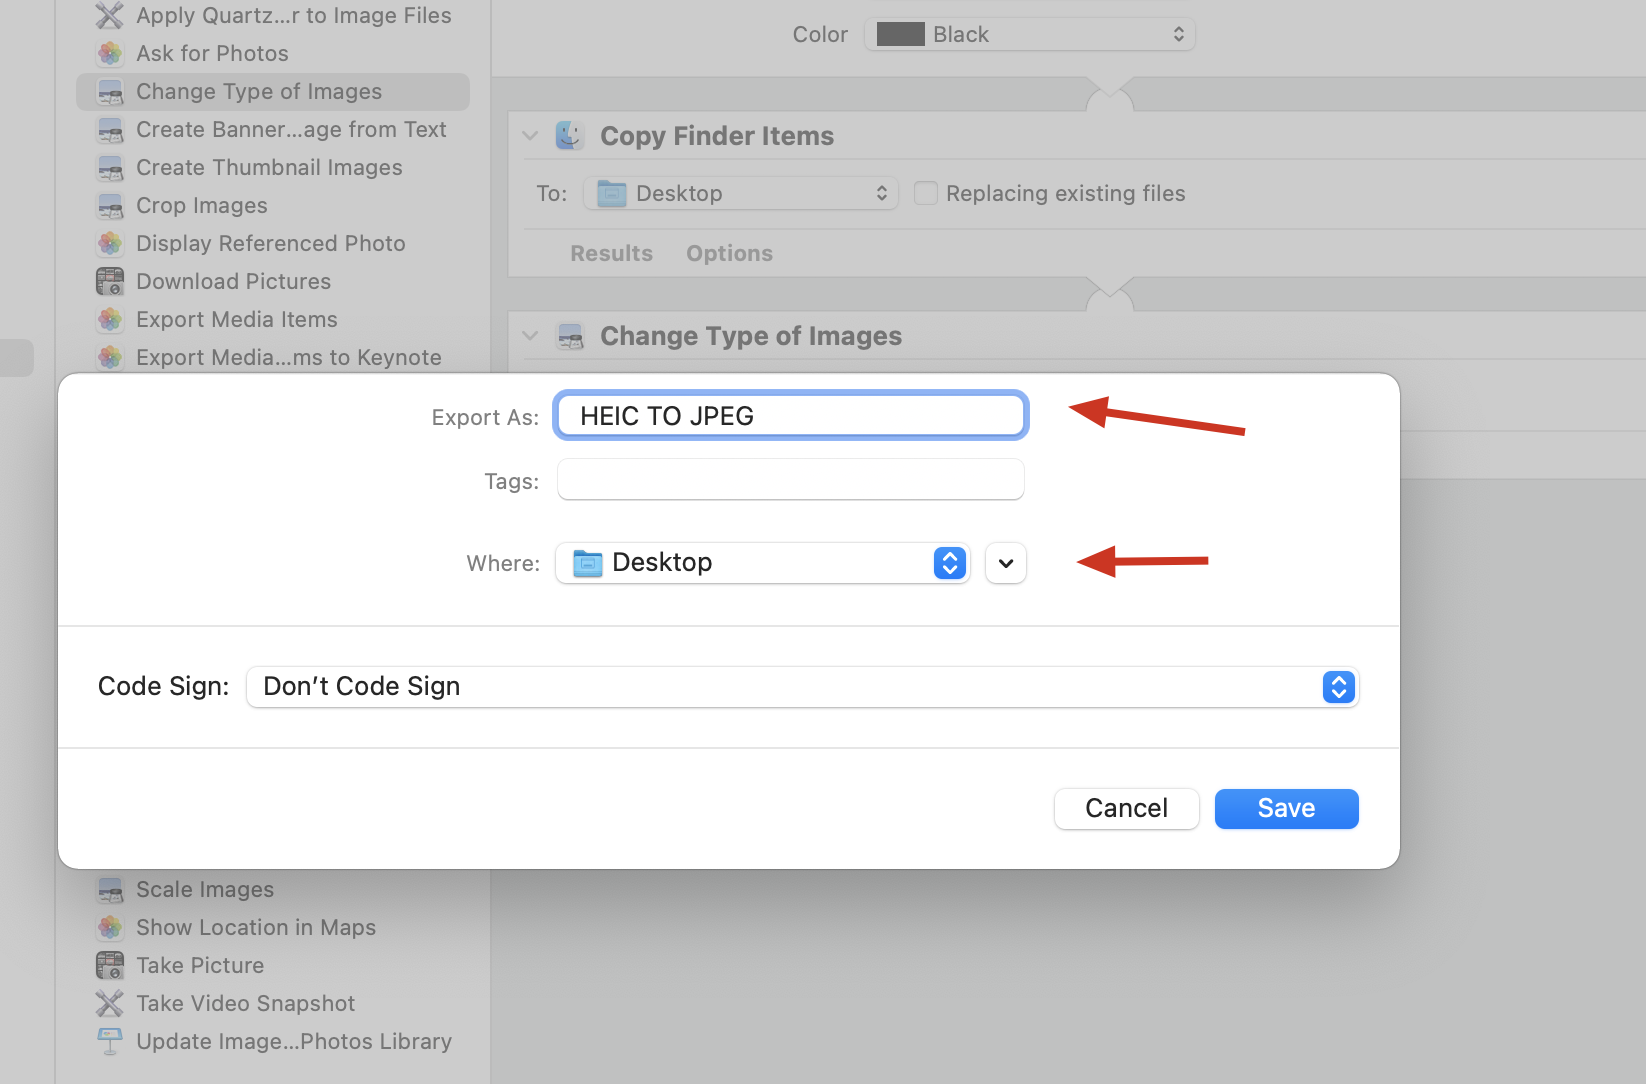 Apply Quartz...r to Image Files
Ask for Photos
Change Type of Images
Create Banner...age from Text
Create Thumbnail Images
Crop Images
Display Referenced Photo
Download Pictures
Export Media Items
Export Media...ms to Keynote
Color Black
Copy Finder Items
To: Desktop Replacing existing files
Results Options
Change Type of Images
Export As: HEIC TO JPEG
Tags:
Where: Desktop
Code Sign: Don’t Code Sign
Cancel Save
Scale Images
Show Location in Maps
Take Picture
Take Video Snapshot
Update Image...Photos Library